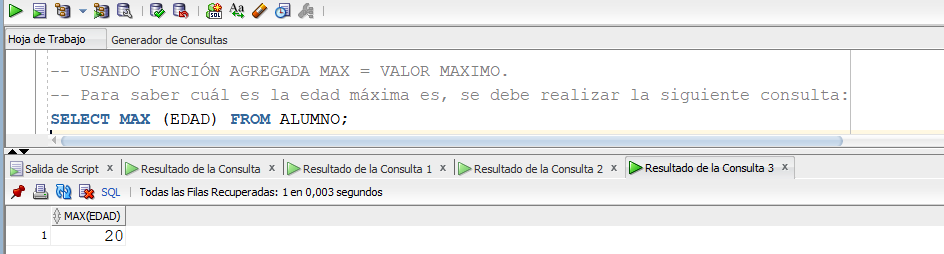 SQL
Aa
Hoja de Trabajo Generador de Consultas
-- USANDO FUNCIÓN AGREGADA MAX = VALOR MAXIMO.
-- Para saber cuál es la edad máxima es, se debe realizar la siguiente consulta:
SELECT MAX (EDAD) FROM ALUMNO;
Salida de Script x Resultado de la Consulta x Resultado de la Consulta 1 x Resultado de la Consulta 2 x Resultado de la Consulta 3 x
SQL Todas las Filas Recuperadas: 1 en 0,003 segundos
MAX(EDAD)
1 20